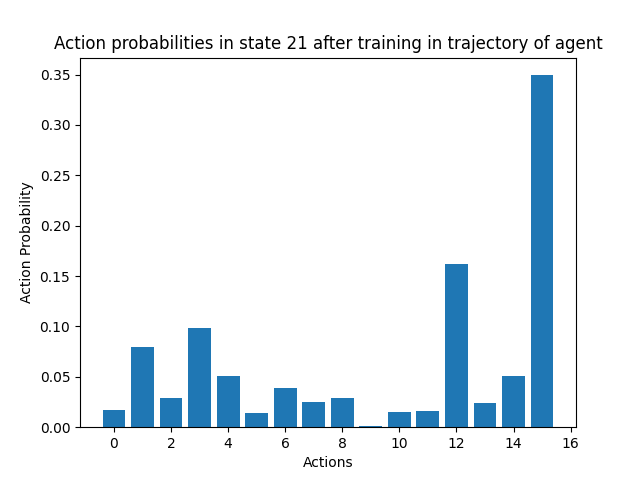 Action probabilities in state 21 after training in trajectory of agent
0.35
0.30
0.25
0.20
0.15
0.10
0.05
0.00
Action Probability
0 2 4 6 8 10 12 14 16
Actions